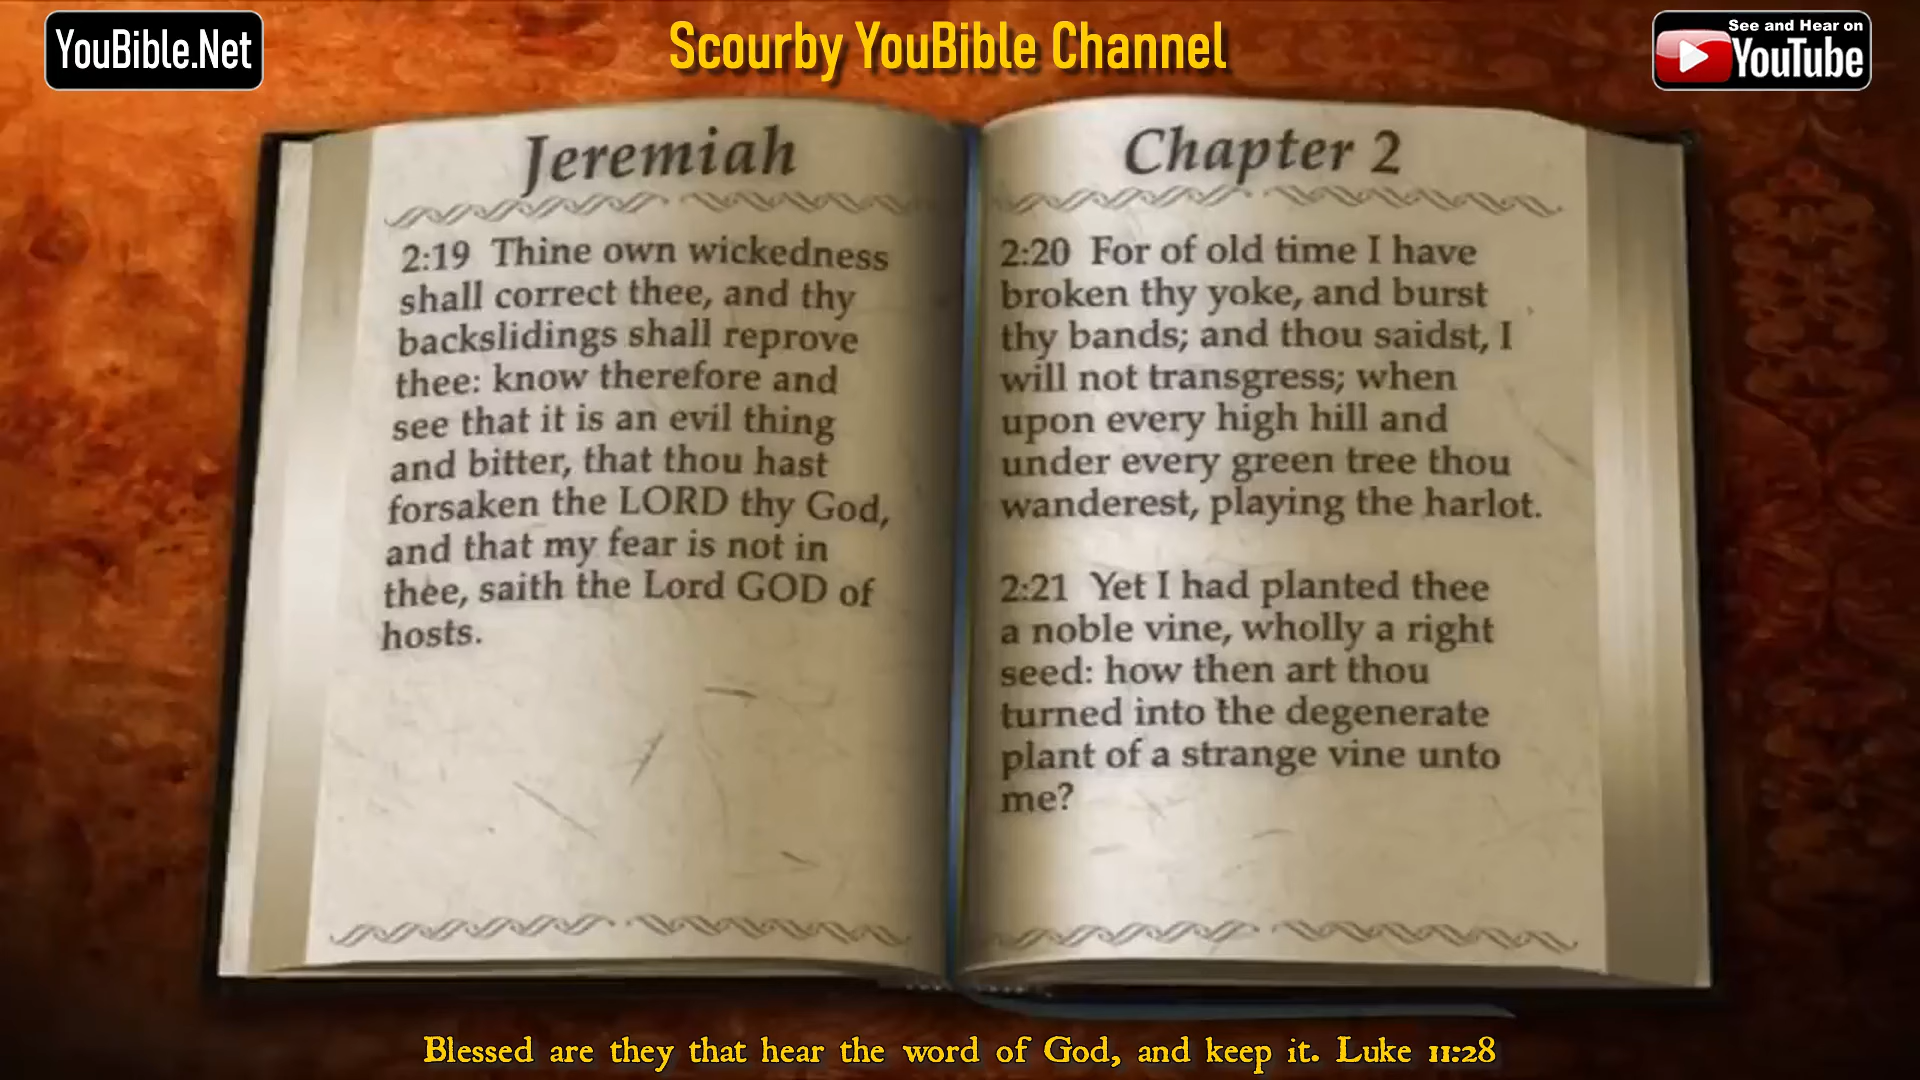 YouBible.Net
Scourby YouBible Channel
See and Hear on
YouTube
Jeremiah
2:19 Thine own wickedness
shall correct thee, and thy
backslidings shall reprove
thee: know therefore and
see that it is an evil thing
and bitter, that thou hast
forsaken the LORD thy God,
and that my fear is not in
thee, saith the Lord GOD of
hosts.
Chapter 2
2:20 For of old time I have
broken thy yoke, and burst
thy bands; and thou saidst, I
will not transgress; when
upon every high hill and
under every green tree thou
wanderest, playing the harlot.
2:21 Yet I had planted thee
a noble vine, wholly a right
seed: how then art thou
turned into the degenerate
plant of a strange vine unto
me?
Blessed are they that hear the word of God, and keep it. Luke 11:28